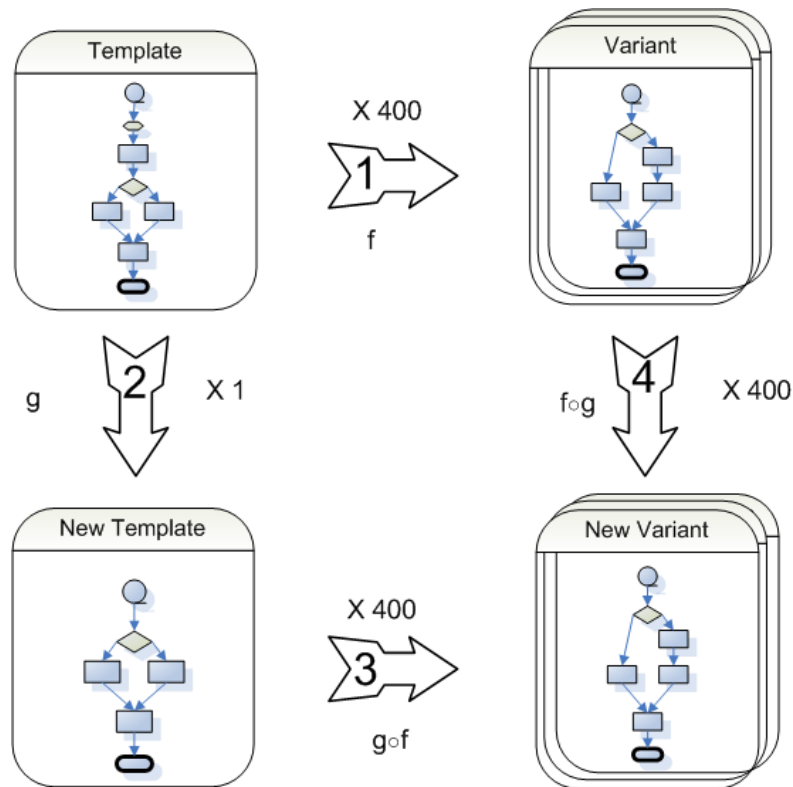 Template
Variant
X 400
1
f
2
g
X 1
4
f∘g
X 400
New Template
New Variant
X 400
3
g∘f